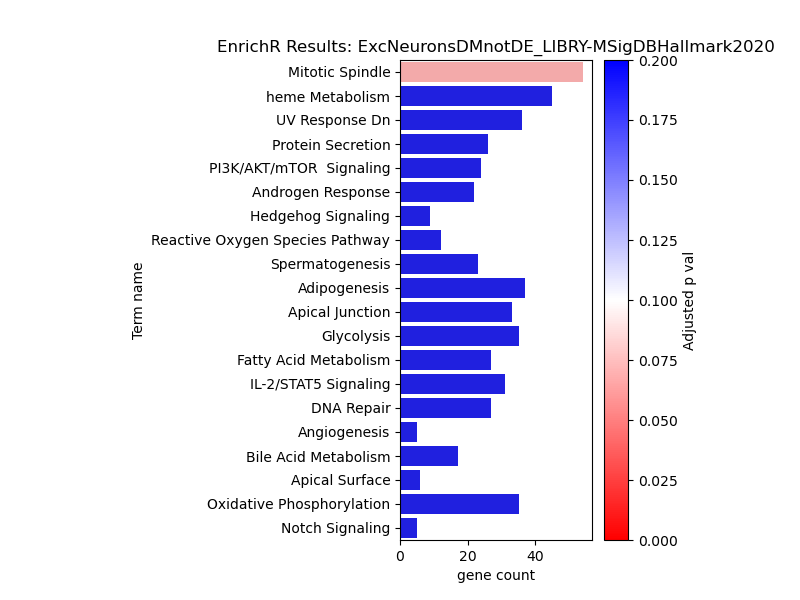 EnrichR Results: ExcNeuronsDMnotDE_LIBRY-MSigDBHallmark2020
Mitotic Spindle
heme Metabolism
UV Response Dn
Protein Secretion
PI3K/AKT/mTOR  Signaling
Androgen Response
Hedgehog Signaling
Reactive Oxygen Species Pathway
Spermatogenesis
Adipogenesis
Apical Junction
Glycolysis
Fatty Acid Metabolism
IL-2/STAT5 Signaling
DNA Repair
Angiogenesis
Bile Acid Metabolism
Apical Surface
Oxidative Phosphorylation
Notch Signaling
Term name
0 20 40
gene count
0.200
0.175
0.150
0.125
0.100
0.075
0.050
0.025
0.000
Adjusted p val